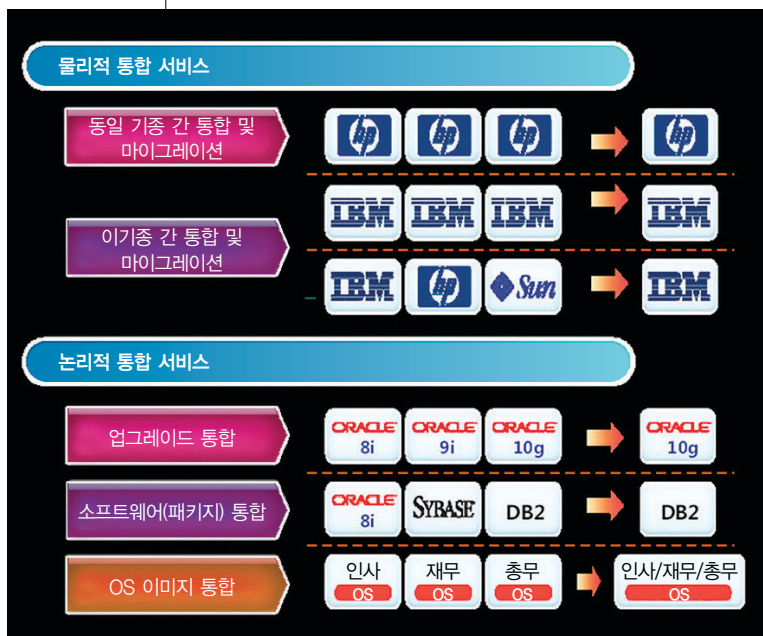 물리적 통합 서비스
동일 기종 간 통합 및
마이그레이션
hp hp hp hp
IBM IBM IBM IBM
이기종 간 통합 및
마이그레이션
IBM hp Sun IBM
논리적 통합 서비스
업그레이드 통합
ORACLE ORACLE ORACLE ORACLE
8i 9i 10g 10g
소프트웨어(패키지) 통합
ORACLE
8i
SYBASE DB2 DB2
OS 이미지 통합
인사 재무 총무 인사/재무/총무
OS OS OS OS